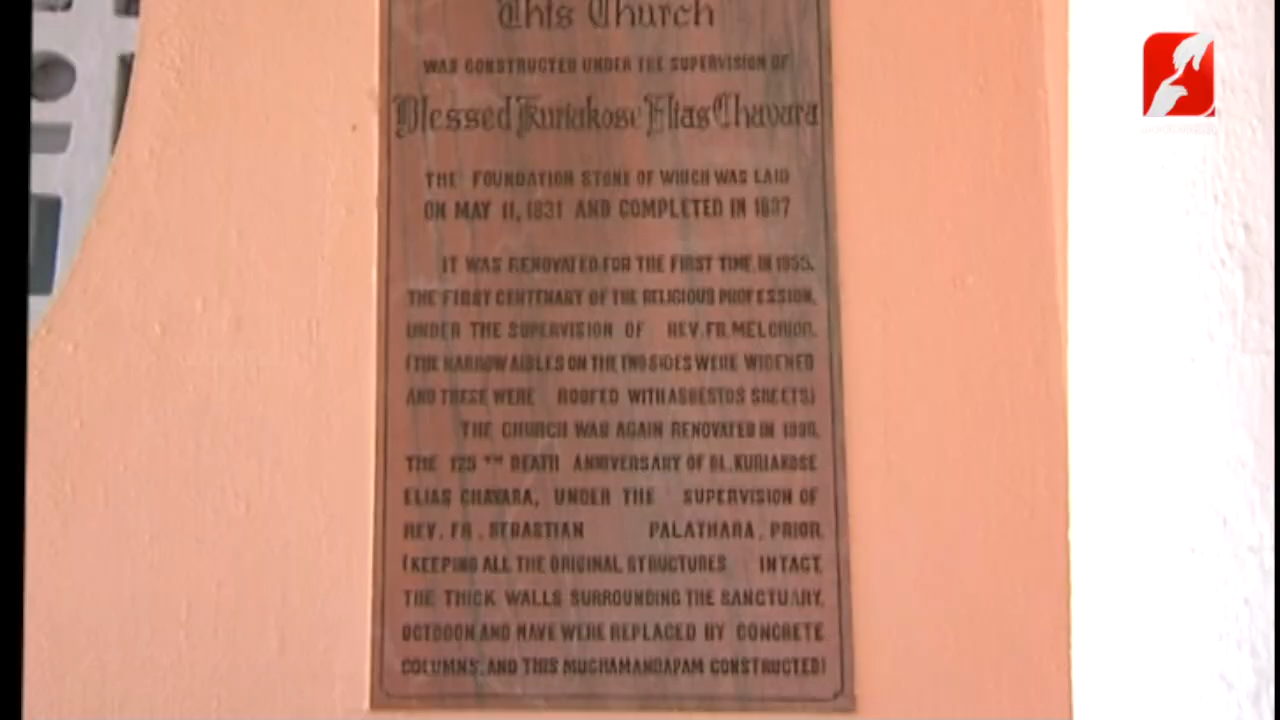 This Church
WAS CONSTRUCTED UNDER THE SUPERVISION OF
Blessed Kuriakose Elias Chavara
THE FOUNDATION STONE OF WHICH WAS LAID
ON MAY 11, 1831 AND COMPLETED IN 1837
IT WAS RENOVATED FOR THE FIRST TIME IN 1955,
THE FIRST CENTENARY OF THE RELIGIOUS PROFESSION,
UNDER THE SUPERVISION OF REV. FR. MELCHIOR.
(THE NARROW AISLES ON THE TWO SIDES WERE WIDENED
AND THESE WERE ROOFED WITH ASBESTOS SHEETS)
THE CHURCH WAS AGAIN RENOVATED IN
THE 125TH DEATH ANNIVERSARY OF BL. KURIAKOSE
ELIAS CHAVARA, UNDER THE SUPERVISION OF
REV. FR. SEBASTIAN PALATHARA, PRIOR.
(KEEPING ALL THE ORIGINAL STRUCTURES INTACT,
THE THICK WALLS SURROUNDING THE SANCTUARY,
AND NAVE WERE REPLACED BY CONCRETE
COLUMNS, AND THIS MUGHAMANDAPAM CONSTRUCTED)